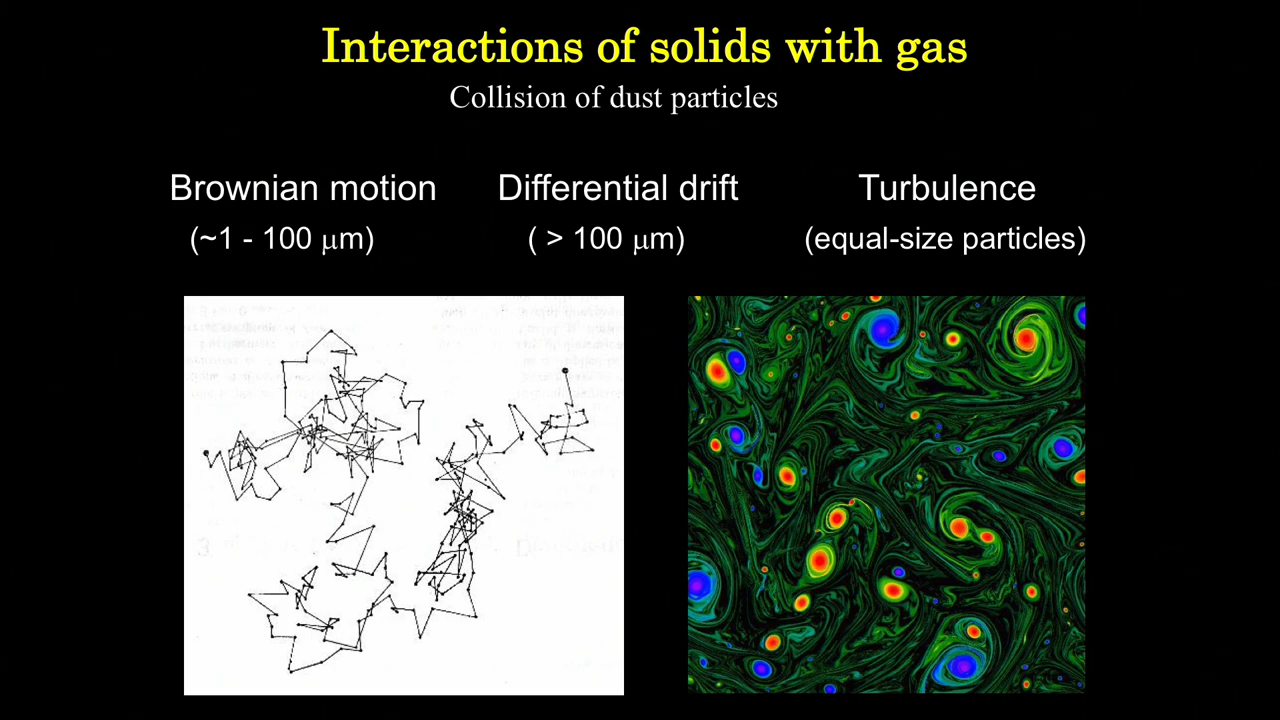 Interactions of solids with gas
Collision of dust particles
Brownian motion
(~1 - 100 μm)
Differential drift
( > 100 μm)
Turbulence
(equal-size particles)